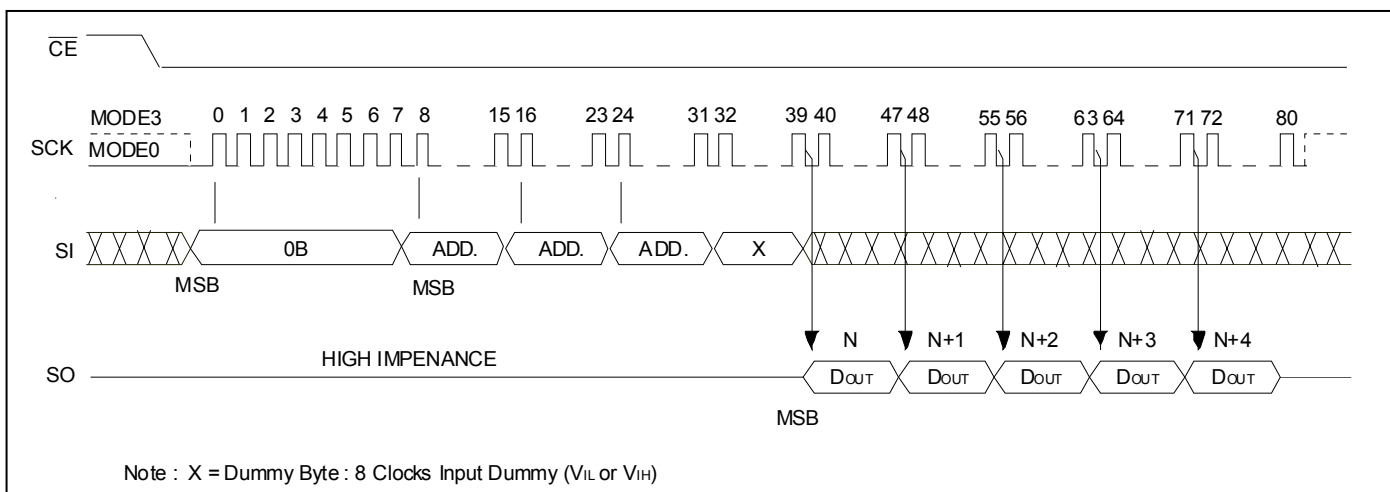 CE
MODE3 0 1 2 3 4 5 6 7 8 15 16 23 24 31 32 39 40 47 48 55 56 63 64 71 72 80
SCK MODE0
SI 0B ADD. ADD. ADD. X
MSB MSB
N N+1 N+2 N+3 N+4
HIGH IMPENANCE
SO DOUT DOUT DOUT DOUT DOUT
MSB
Note : X = Dummy Byte : 8 Clocks Input Dummy (VIL or VIH)